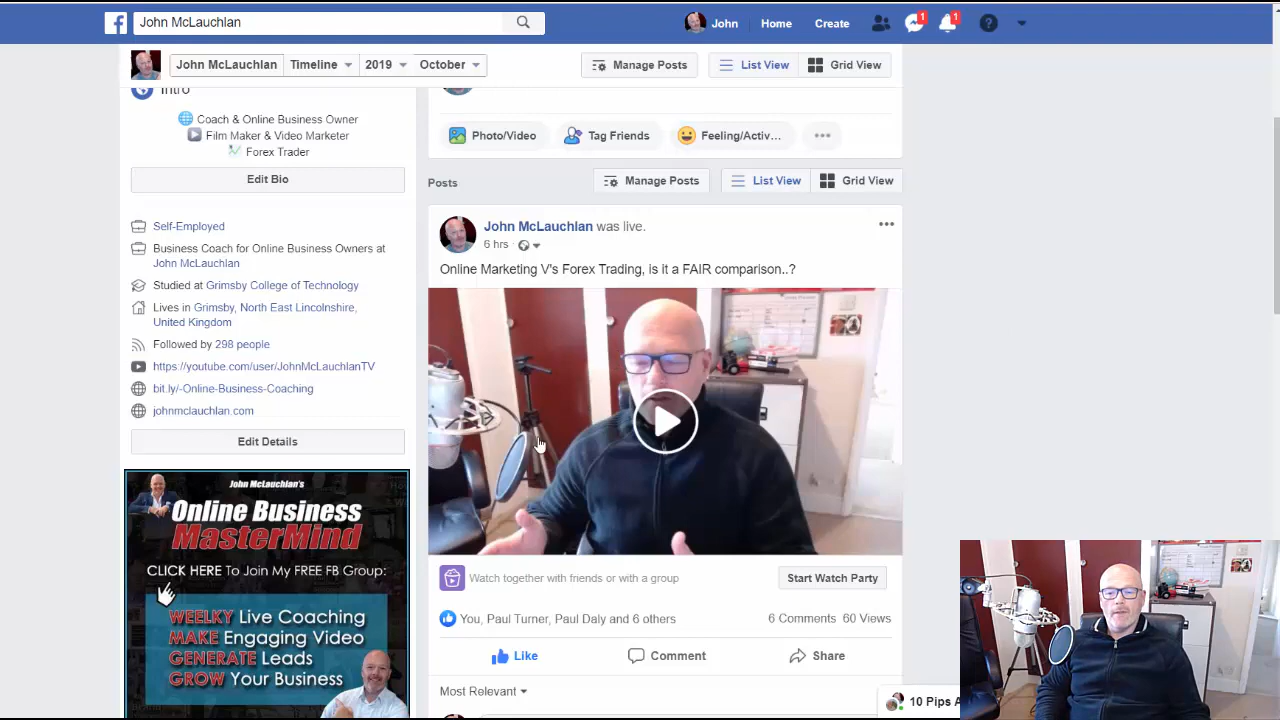 John McLauchlan
John
Home
Create
1
1
John McLauchlan
Timeline
2019
October
Manage Posts
List View
Grid View
Intro
Coach & Online Business Owner
Film Maker & Video Marketer
Forex Trader
Edit Bio
Self-Employed
Business Coach for Online Business Owners at
John McLauchlan
Studied at Grimsby College of Technology
Lives in Grimsby, North East Lincolnshire,
United Kingdom
Followed by 298 people
https://youtube.com/user/JohnMcLauchlanTV
bit.ly/-Online-Business-Coaching
johnmclauchlan.com
Edit Details
John McLauchlan's
Online Business
MasterMind
CLICK HERE To Join My FREE FB Group:
WEELKY Live Coaching
MAKE Engaging Video
GENERATE Leads
GROW Your Business
Photo/Video
Tag Friends
Feeling/Activ...
Posts
Manage Posts
List View
Grid View
John McLauchlan was live.
6 hrs
Online Marketing V's Forex Trading, is it a FAIR comparison..?
Watch together with friends or with a group
Start Watch Party
You, Paul Turner, Paul Daly and 6 others
6 Comments 60 Views
Like
Comment
Share
Most Relevant
10 Pips A